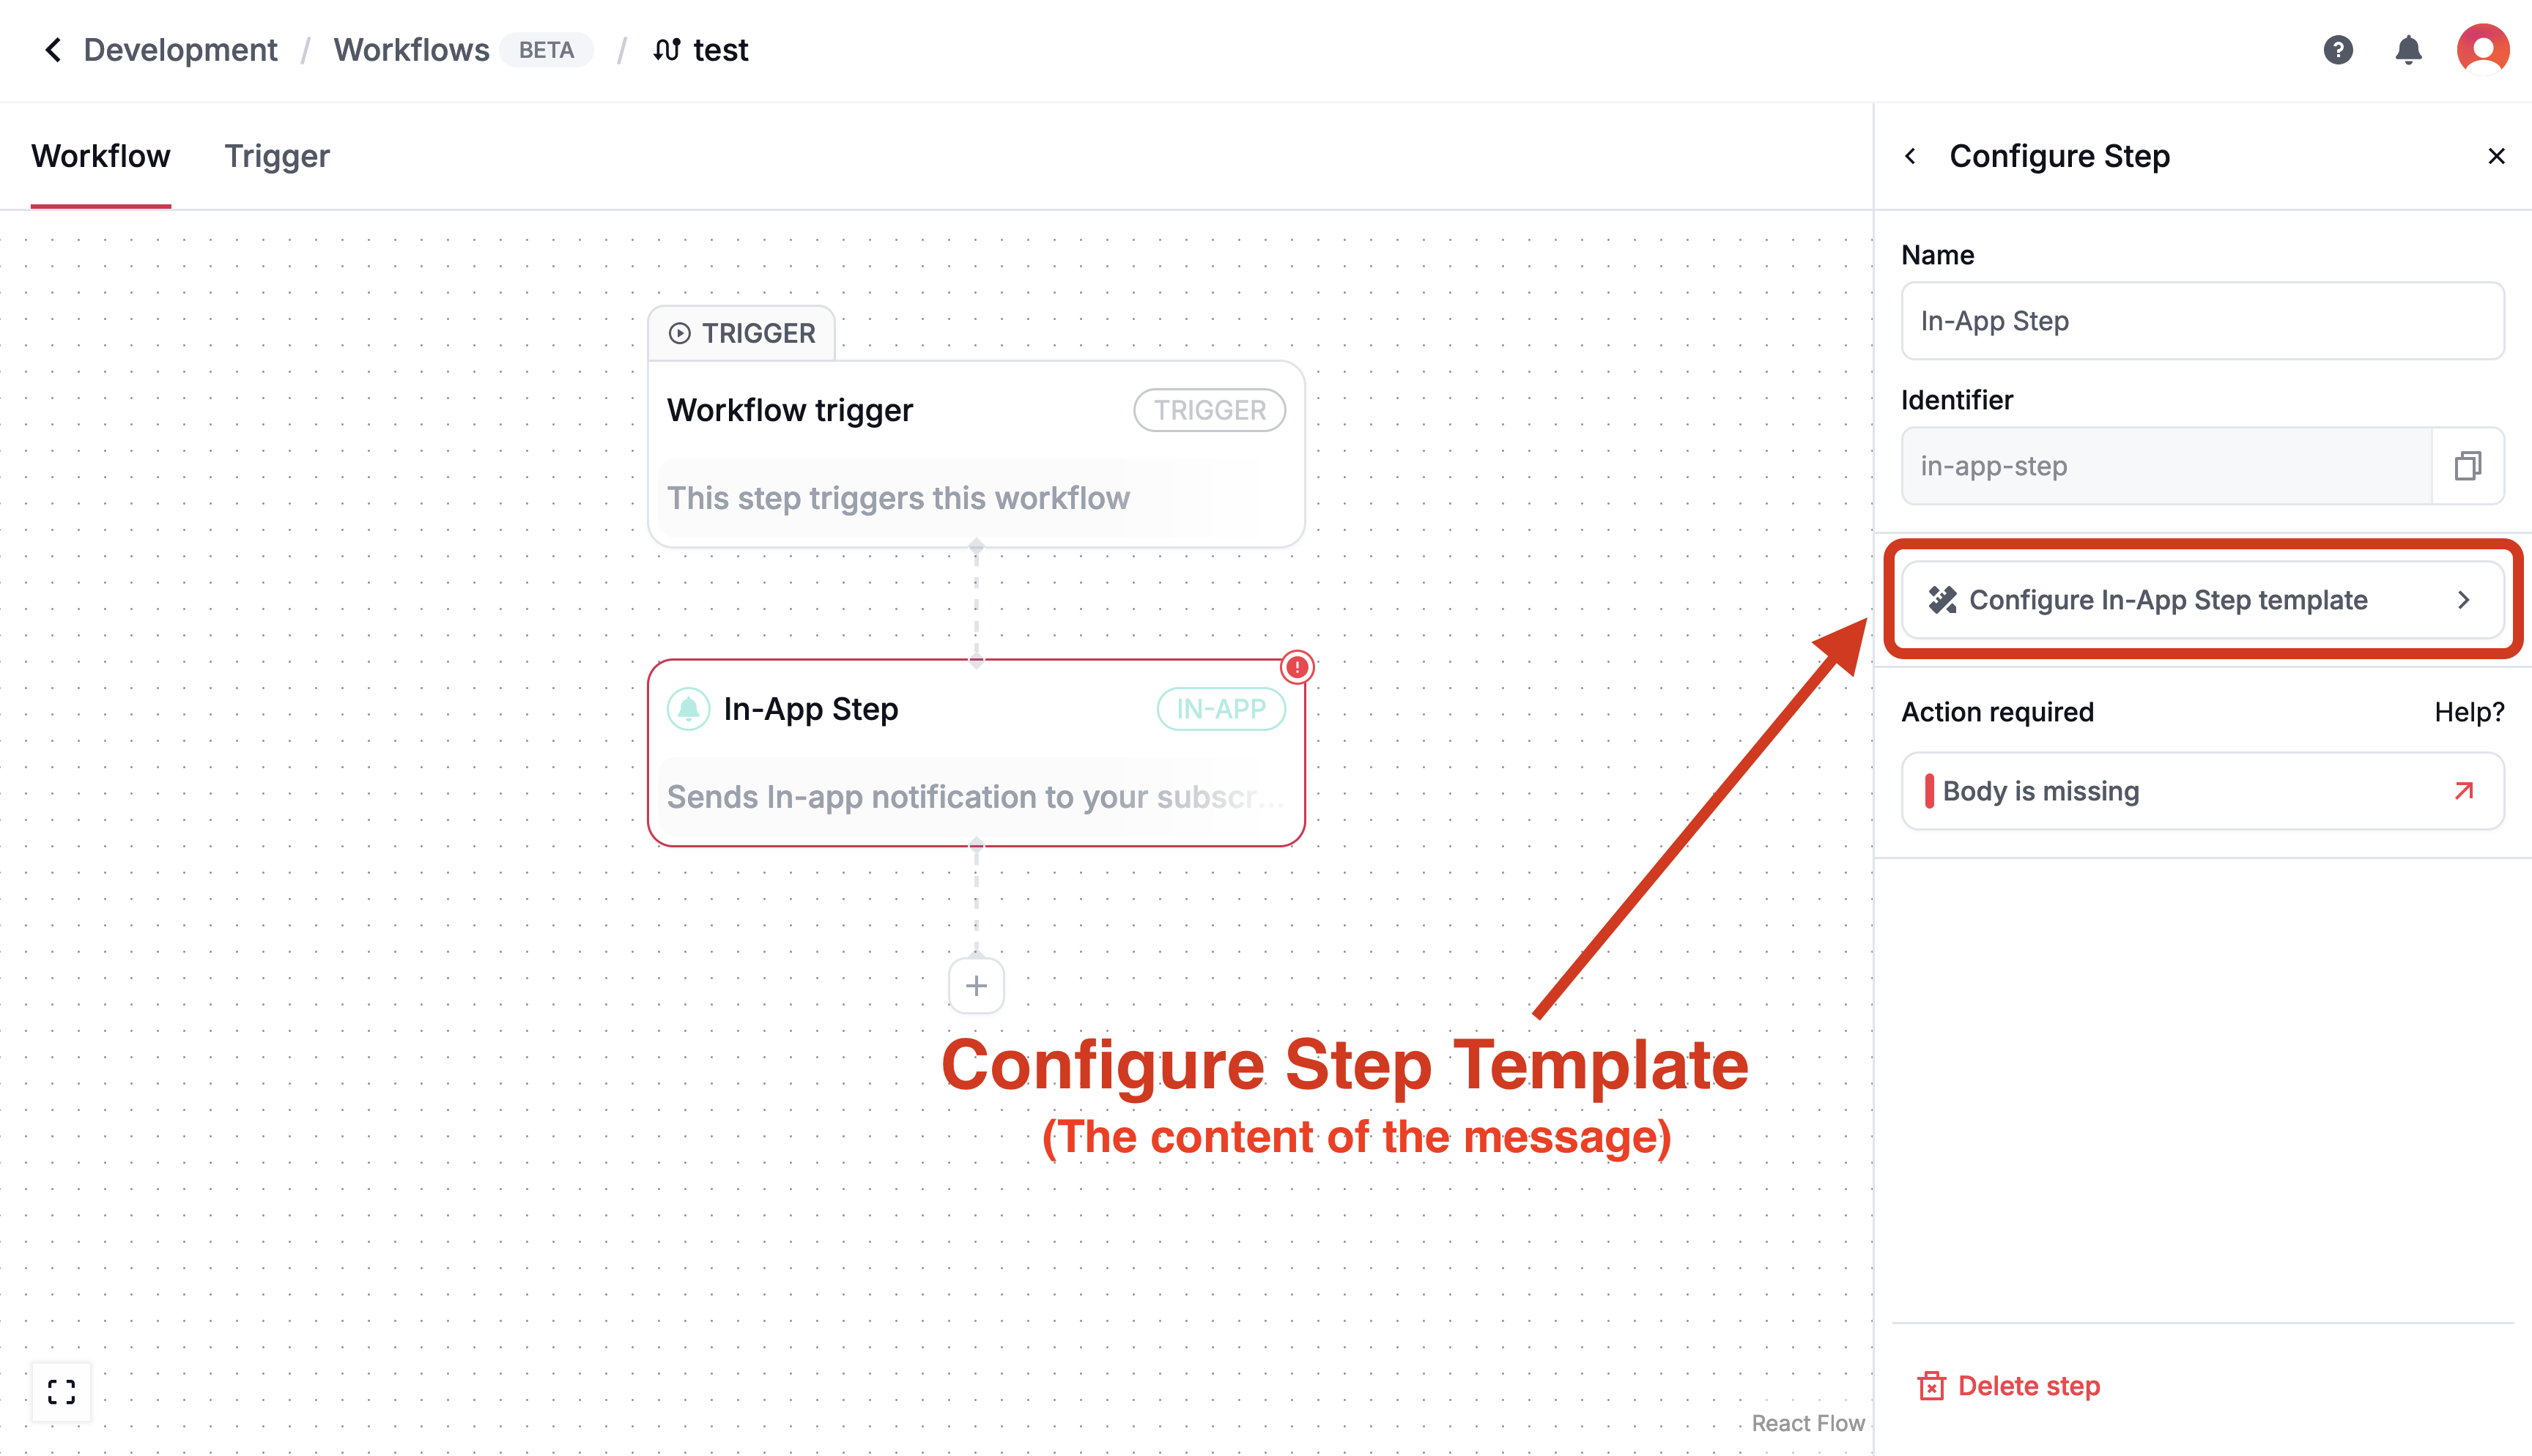 Development / Workflows BETA / test
Workflow Trigger
Configure Step
Name
In-App Step
Identifier
in-app-step
TRIGGER
Workflow trigger TRIGGER
This step triggers this workflow
Configure In-App Step template
In-App Step IN-APP
Sends In-app notification to your subscr...
Action required Help?
Body is missing
Configure Step Template
(The content of the message)
Delete step
React Flow